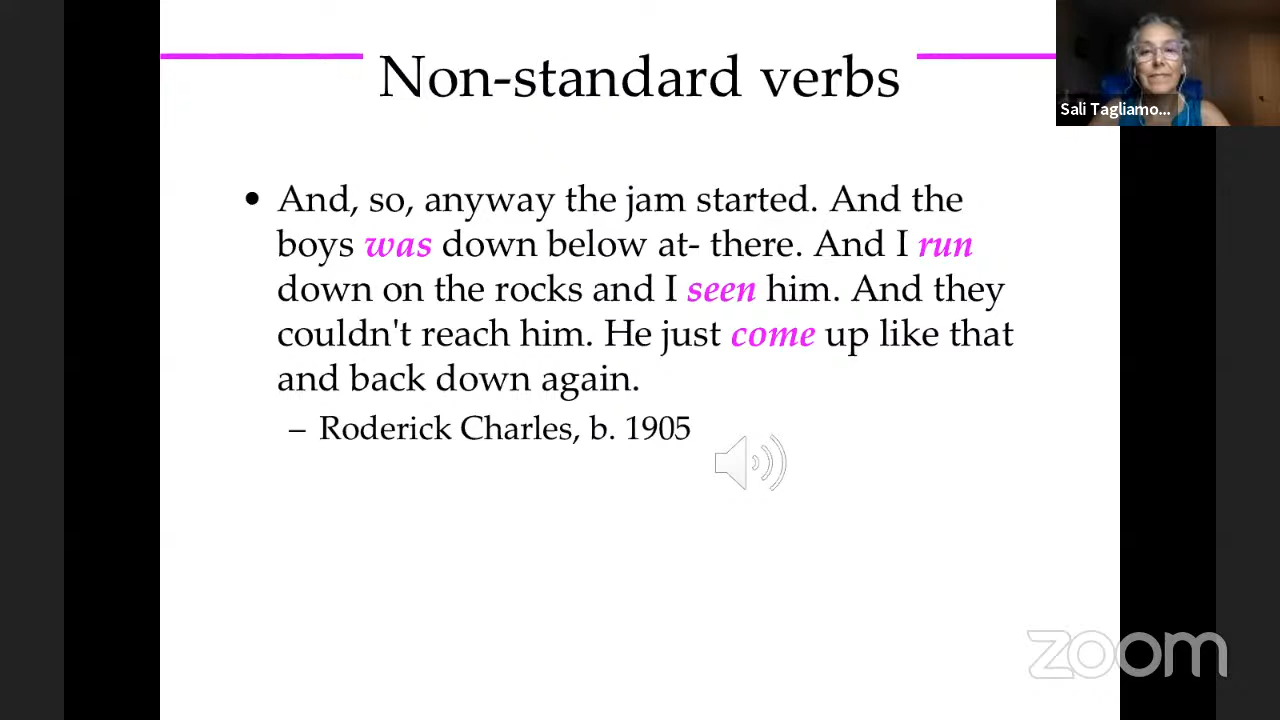 Non-standard verbs
Sali Tagliamo...
• And, so, anyway the jam started. And the
boys was down below at- there. And I run
down on the rocks and I seen him. And they
couldn't reach him. He just come up like that
and back down again.
– Roderick Charles, b. 1905
zoom